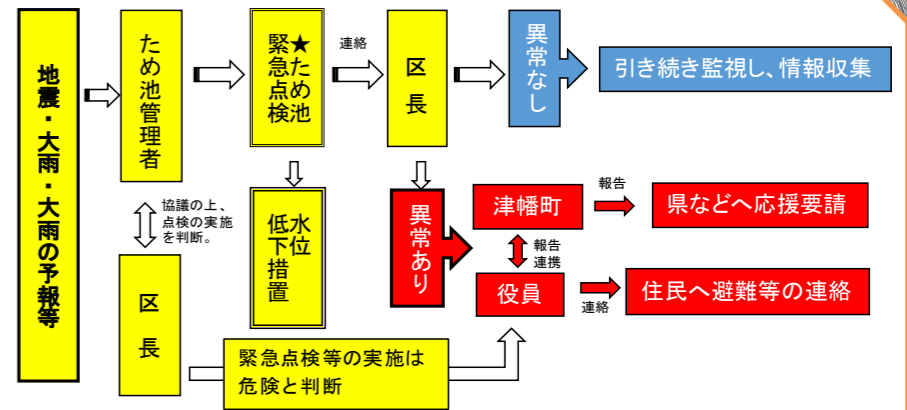 地震・大雨・大雨の予報等
ため池管理者
★ため池
緊急点検
連絡
区長
異常なし
引き続き監視し、情報収集
協議の上、
点検の実施
を判断。
区長
水位
低下措置
異常あり
津幡町
報告
県などへ応援要請
報告
連携
役員
連絡
住民へ避難等の連絡
緊急点検等の実施は
危険と判断